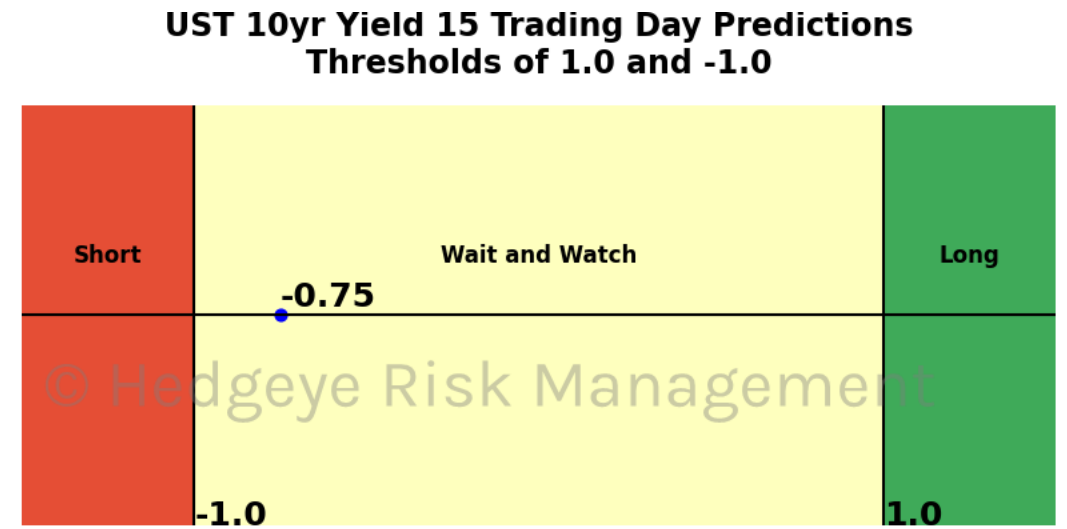 UST 10yr Yield 15 Trading Day Predictions
Thresholds of 1.0 and -1.0
Short
Wait and Watch
Long
-0.75
© Hedgeye Risk Management
-1.0
1.0